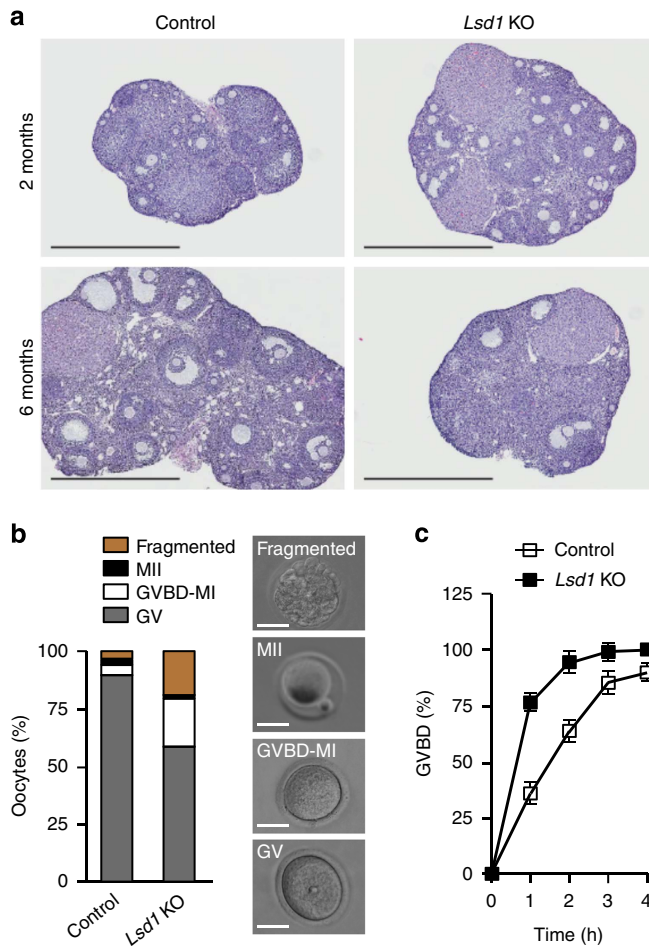 a
Control
Lsd1 KO
2 months
6 months
b
Fragmented
MII
GVBD-MI
GV
100
75
50
25
0
Oocytes (%)
Control
Lsd1 KO
Fragmented
MII
GVBD-MI
GV
c
Control
Lsd1 KO
125
100
75
50
25
0
GVBD (%)
0 1 2 3 4
Time (h)